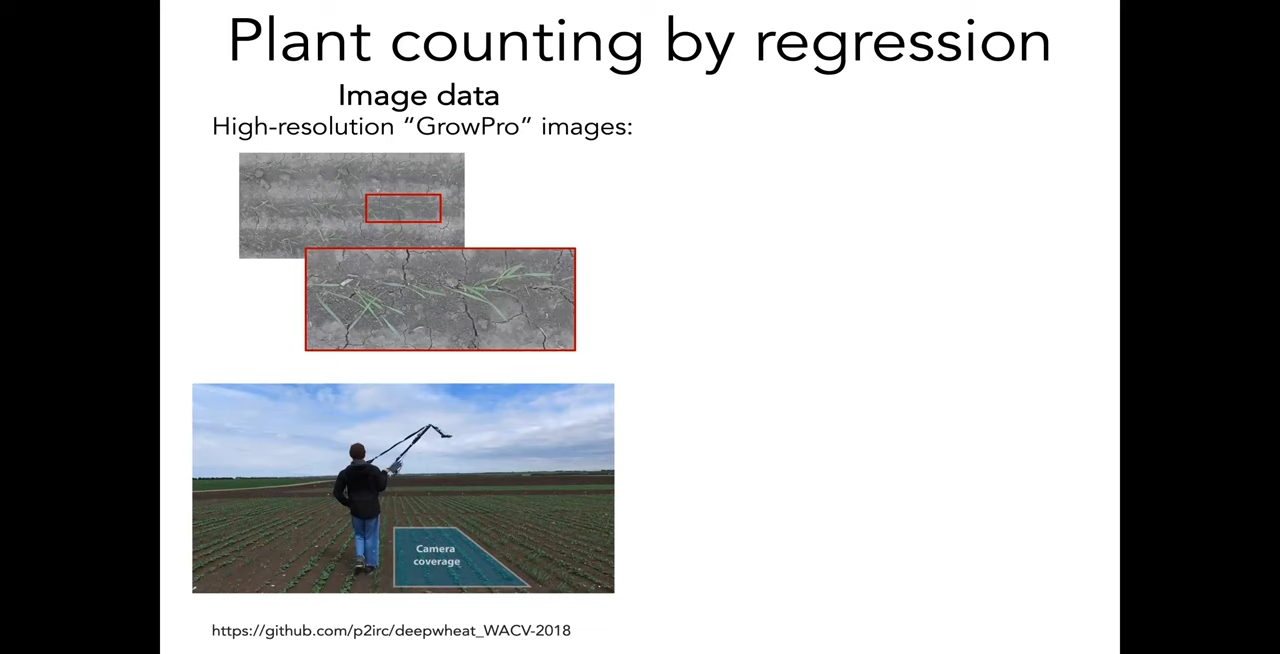 Plant counting by regression
Image data
High-resolution “GrowPro” images:
Camera
coverage
https://github.com/p2irc/deepwheat_WACV-2018